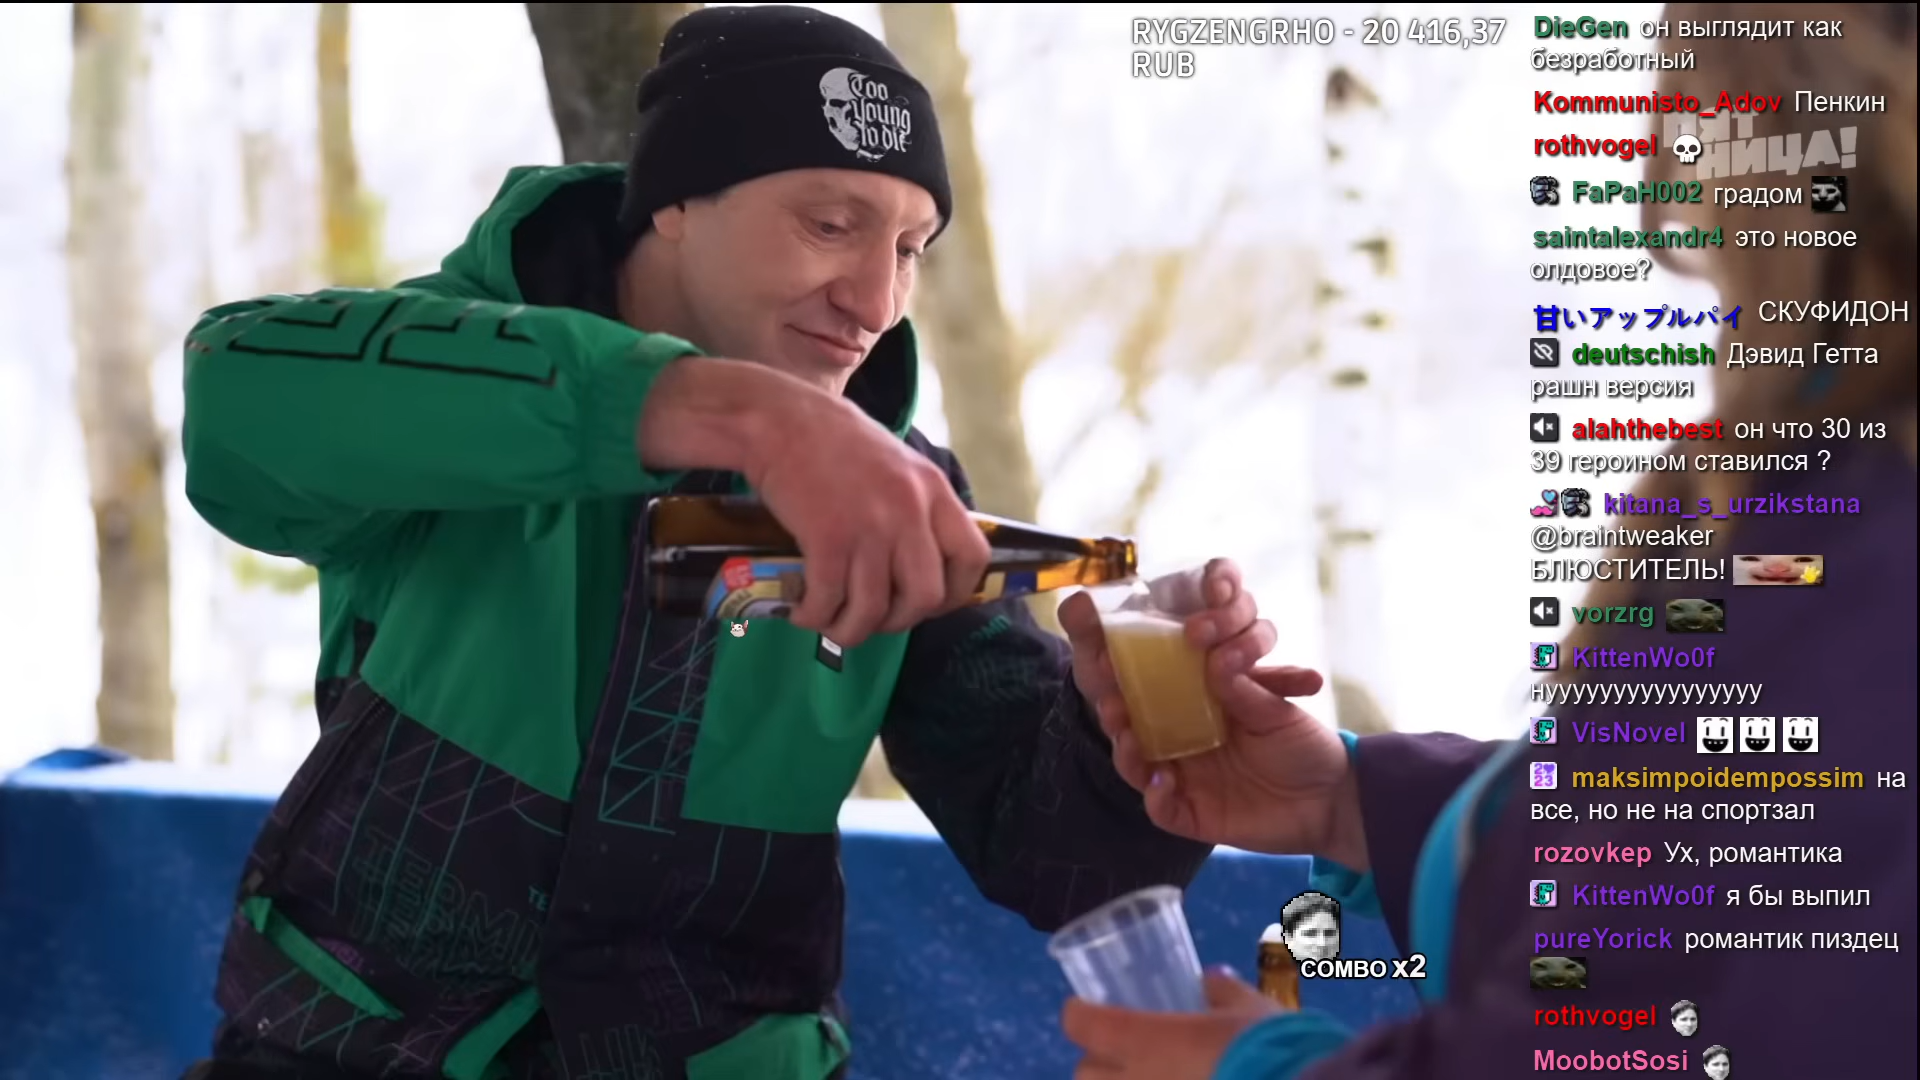 Too
Young
To die
RYGZENGRHO - 20 416,37
RUB
DieGen он выглядит как
безработный
Kommunisto_Adov Пенкин
ПЯТ
НИЦА!
rothvogel
FaPaH002 градом
saintalexandr4 это новое
олдовое?
甘いアップルパイ СКУФИДОН
deutschish Дэвид Гетта
рашн версия
alahthebest он что 30 из
39 героином ставился ?
kitana_s_urzikstana
@braintweaker
БЛЮСТИТЕЛЬ!
vorzrg
KittenWo0f
нуууууууууууууууу
VisNovel
maksimpoidempossim на
все, но не на спортзал
rozovkep Ух, романтика
KittenWo0f я бы выпил
pureYorick романтик пиздец
rothvogel
MoobotSosi
COMBO x2